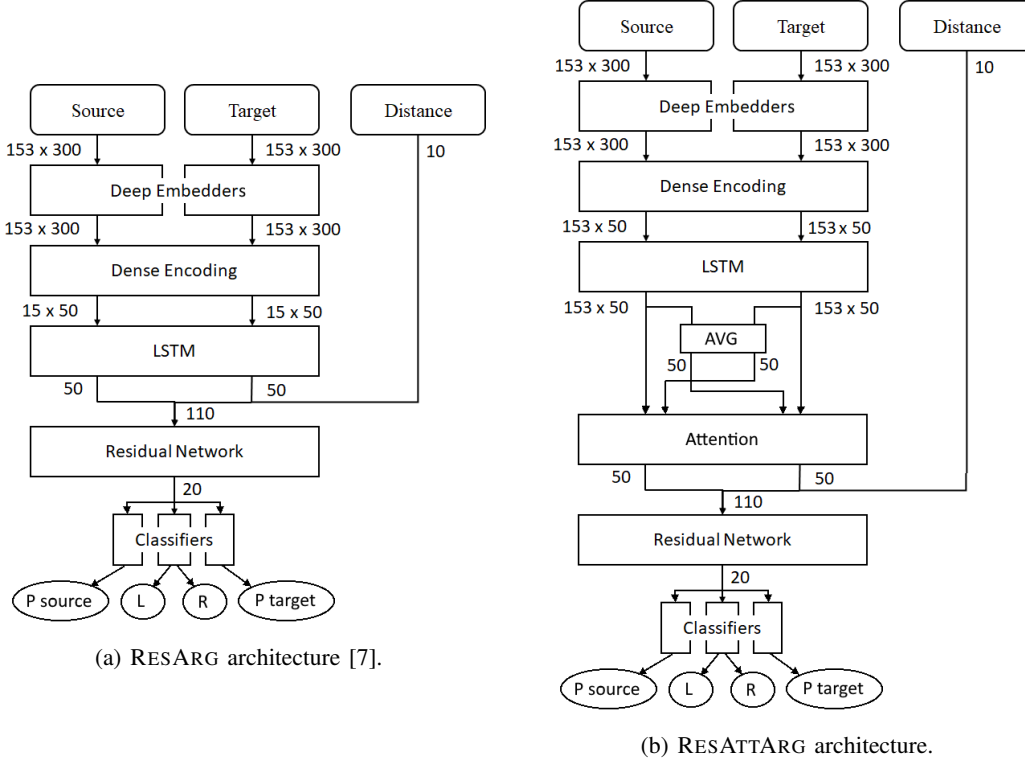 Source Target Distance
153 x 300 153 x 300 10
Deep Embedders
153 x 300 153 x 300
Dense Encoding
15 x 50 15 x 50
LSTM
50 50
110
Residual Network
20
Classifiers
P source L R P target
(a) RESARG architecture [7].
Source Target Distance
153 x 300 153 x 300 10
Deep Embedders
153 x 300 153 x 300
Dense Encoding
153 x 50 153 x 50
LSTM
153 x 50 153 x 50
AVG
50 50
Attention
50 50
110
Residual Network
20
Classifiers
P source L R P target
(b) RESATTARG architecture.